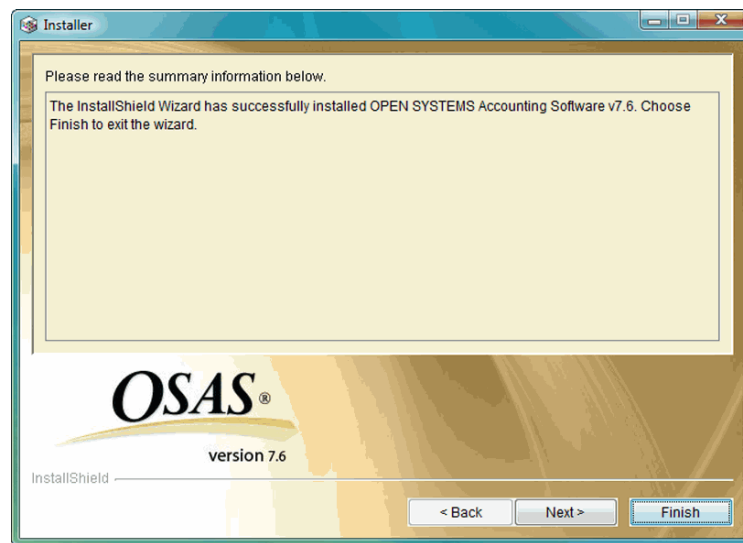 Installer
Please read the summary information below.
The InstallShield Wizard has successfully installed OPEN SYSTEMS Accounting Software v7.6. Choose
Finish to exit the wizard.
OSAS®
version 7.6
InstallShield
< Back
Next >
Finish